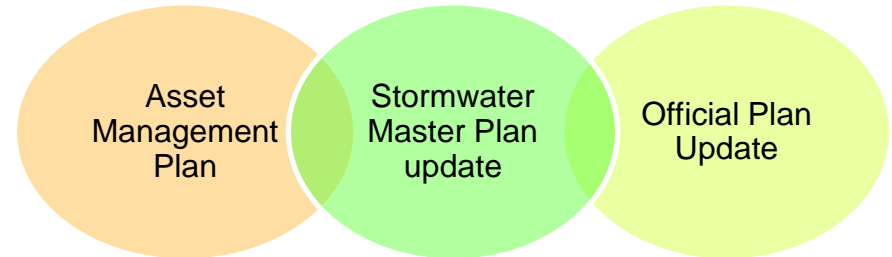 Asset
Management
Plan
Stormwater
Master Plan
update
Official Plan
Update